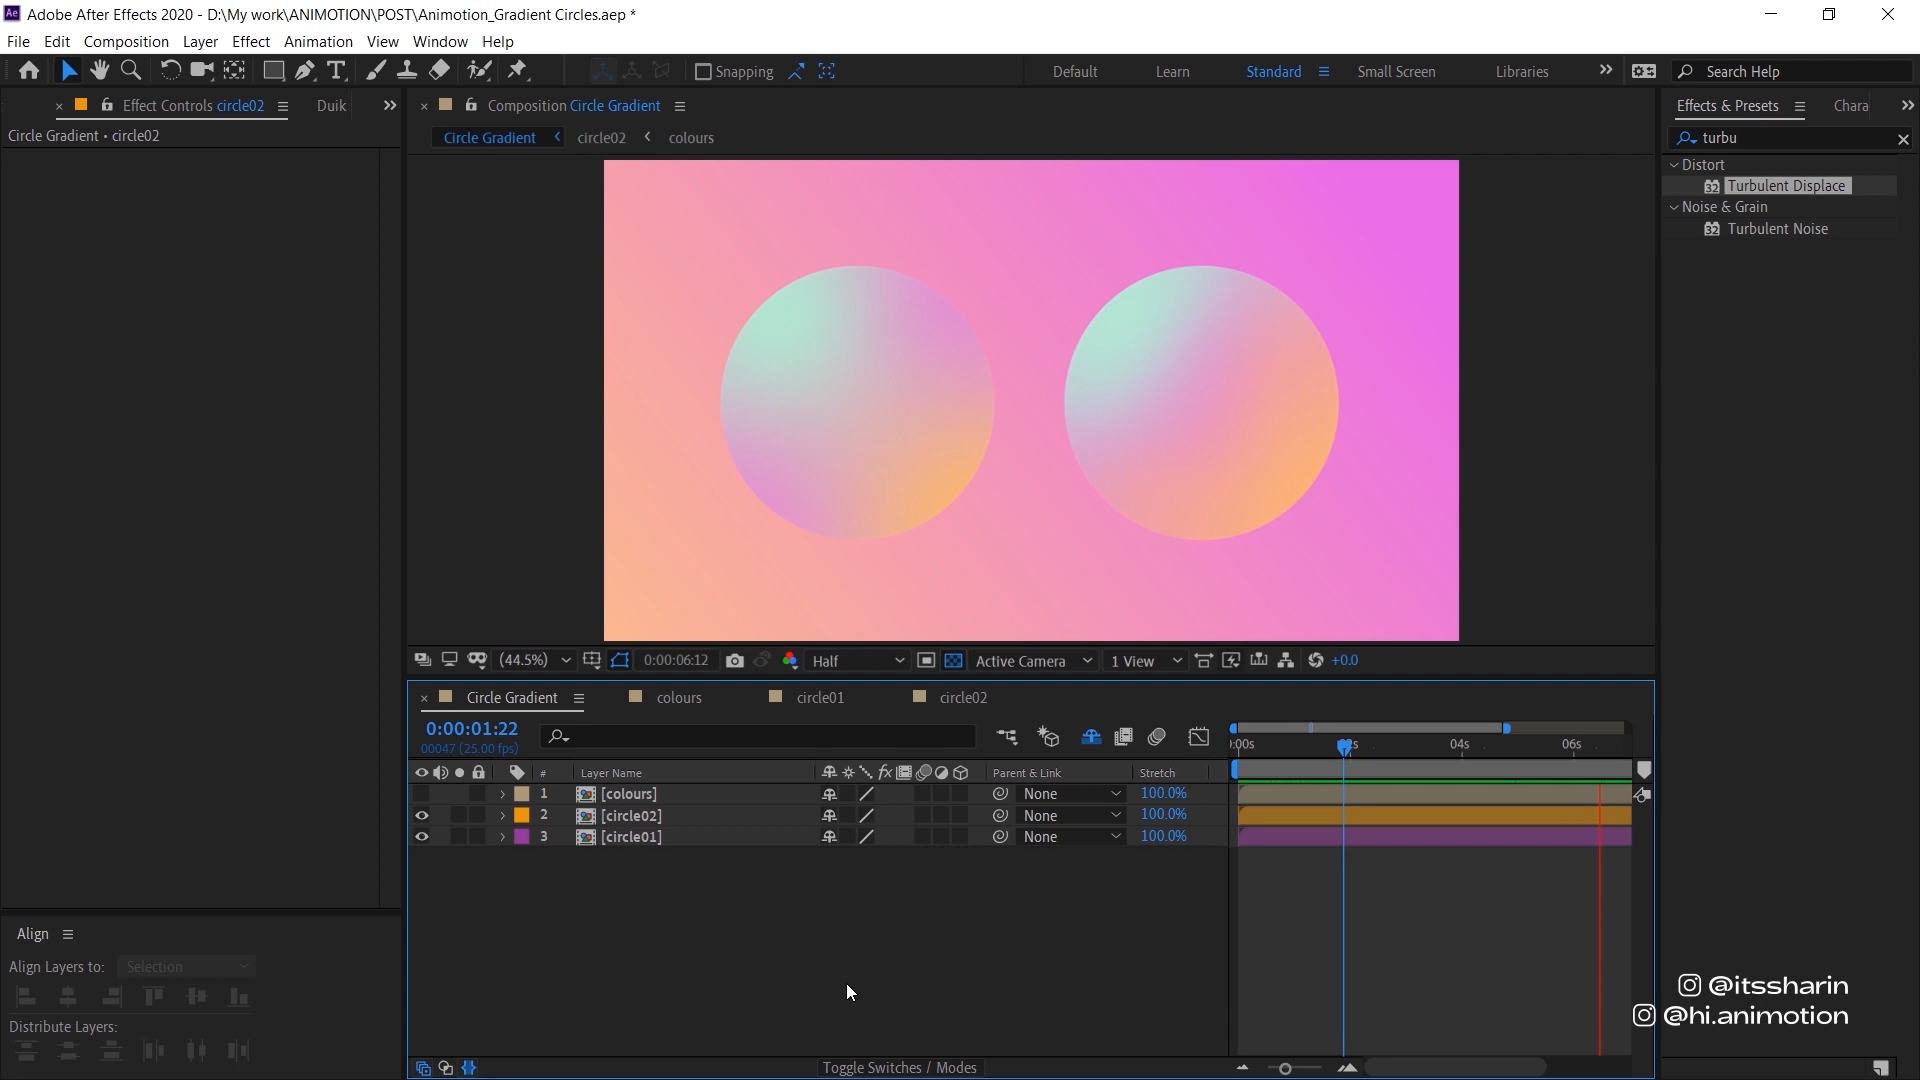 Adobe After Effects 2020 - D:\My work\ANIMOTION\POST\Animotion_Gradient Circles.aep *
File Edit Composition Layer Effect Animation View Window Help
Snapping Default Learn Standard Small Screen Libraries Search Help
Effect Controls circle02 Duik
Composition Circle Gradient
Effects & Presets Chara
Circle Gradient • circle02
Circle Gradient circle02 colours
turbu
Distort
32 Turbulent Displace
Noise & Grain
32 Turbulent Noise
(44.5%) 0:00:06:12 Half Active Camera 1 View +0.0
Circle Gradient colours circle01 circle02
0:00:01:22
00047 (25.00 fps)
:00s 02s 04s 06s
# Layer Name Parent & Link Stretch
1 [colours] None 100.0%
2 [circle02] None 100.0%
3 [circle01] None 100.0%
Align
Align Layers to: Selection
Distribute Layers:
Toggle Switches / Modes
@itssharin
@hi.animotion